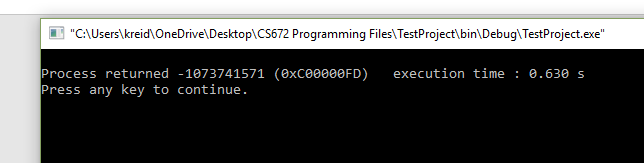 "C:\Users\kreid\OneDrive\Desktop\CS672 Programming Files\TestProject\bin\Debug\TestProject.exe"
Process returned -1073741571 (0xC00000FD)   execution time : 0.630 s
Press any key to continue.